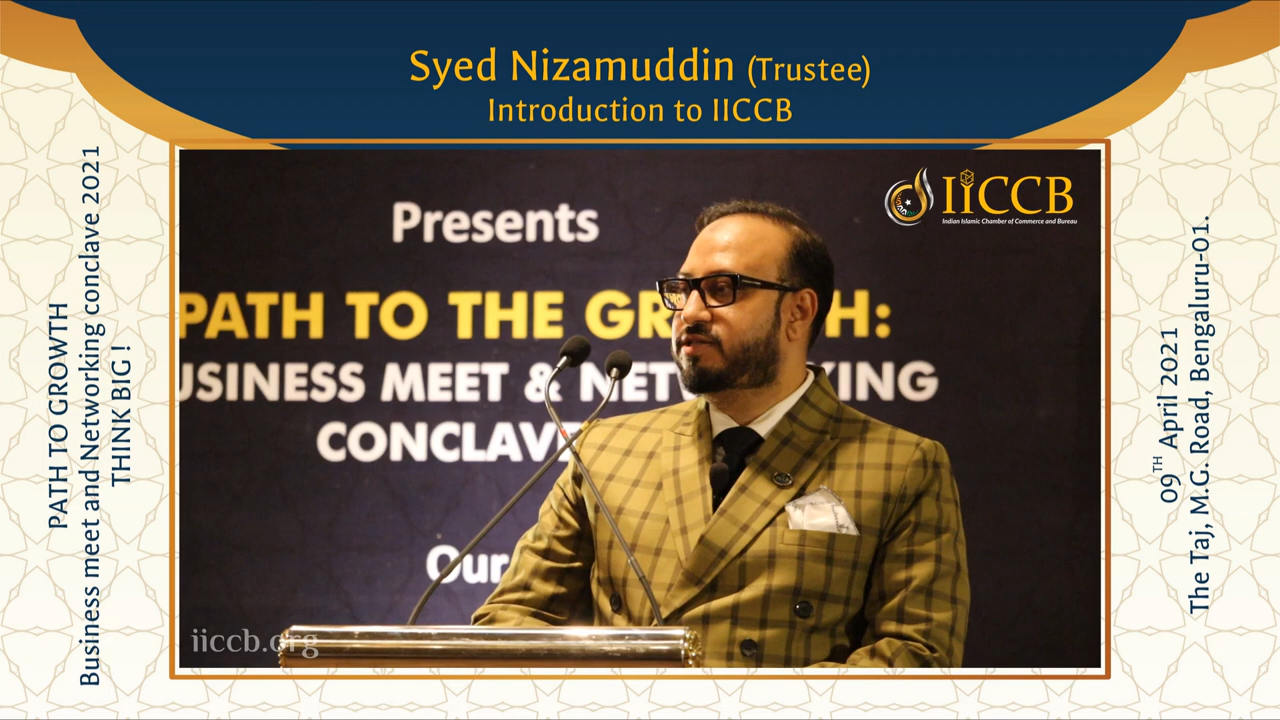 Syed Nizamuddin (Trustee)
Introduction to IICCB
PATH TO GROWTH
Business meet and Networking conclave 2021
THINK BIG !
IiCCB
Indian Islamic Chamber of Commerce and Bureau
Presents
PATH TO THE GR H:
USINESS MEET & NET KING
CONCLAVE
Our
iiccb.org
09TH April 2021
The Taj, M.G. Road, Bengaluru-01.